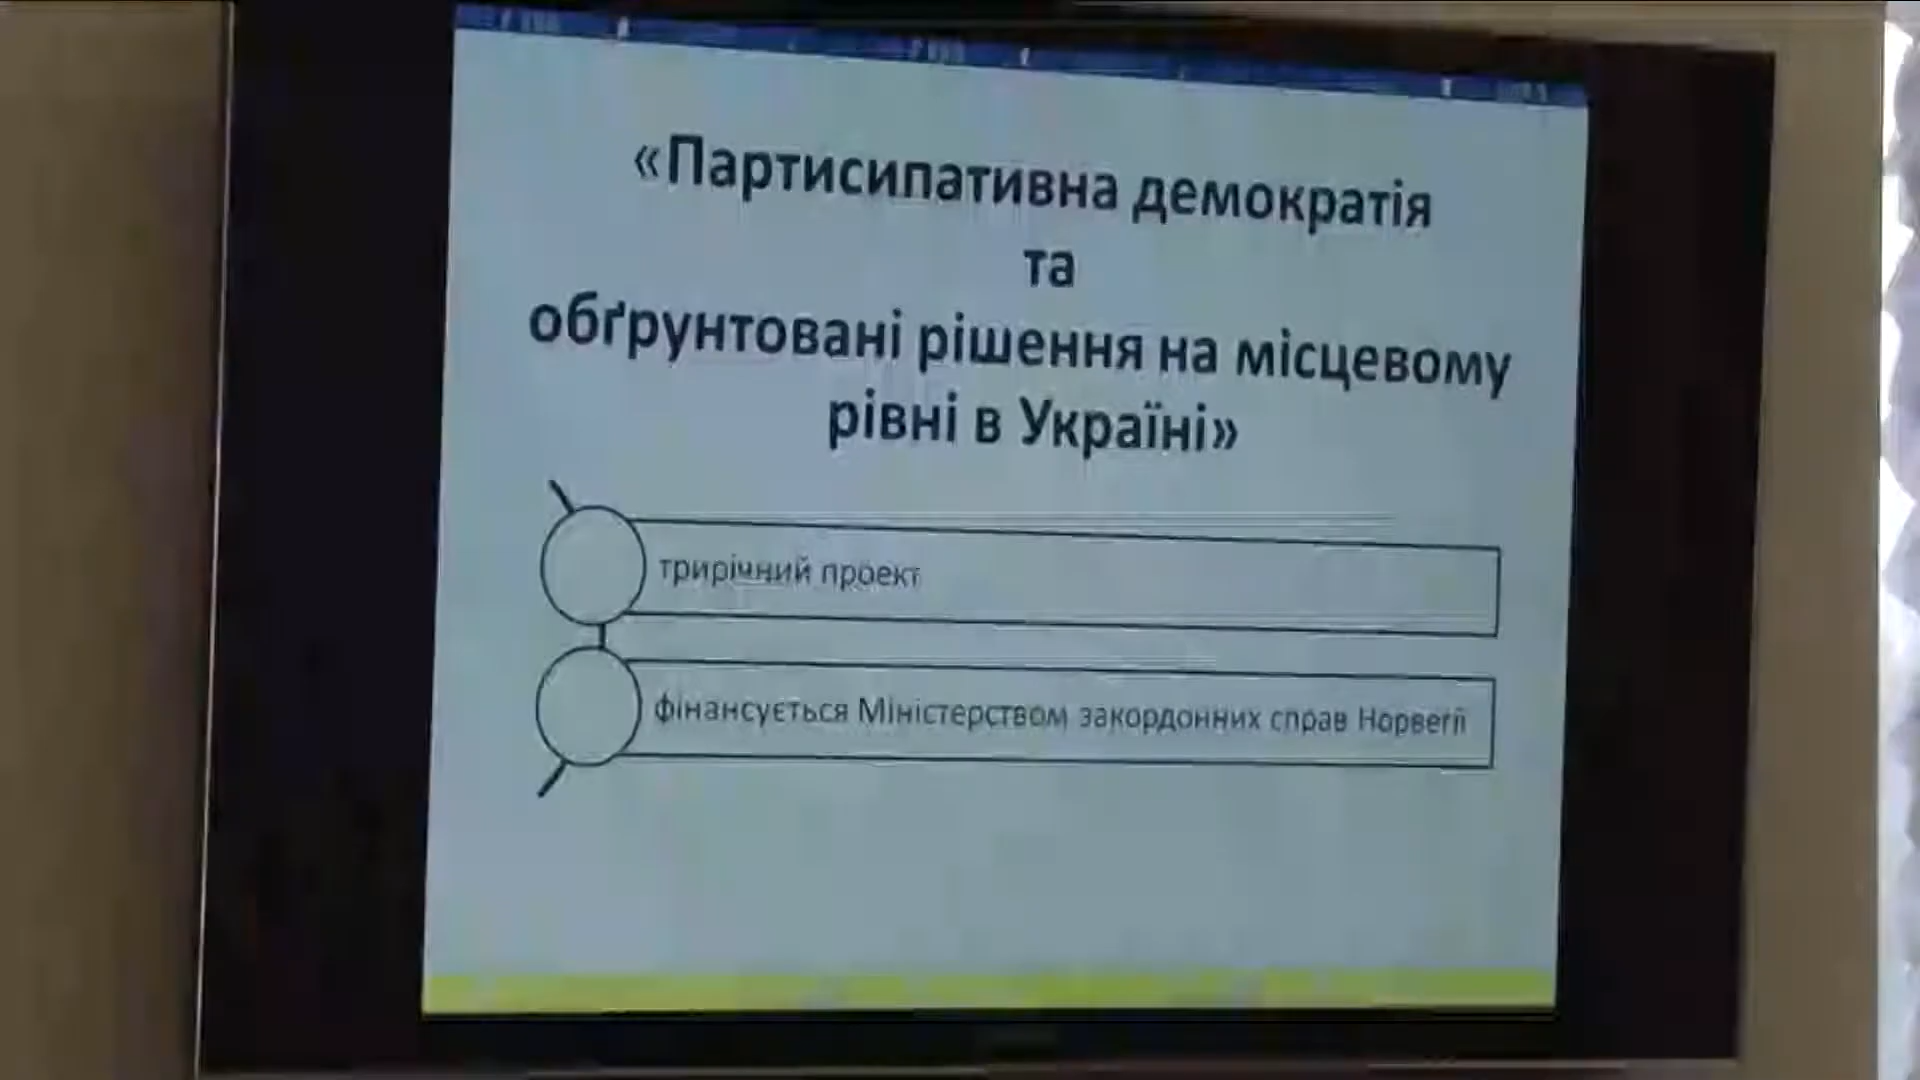 «Партисипативна демократія
та
обґрунтовані рішення на місцевому
рівні в Україні»
трирічний проект
фінансується Міністерством закордонних справ Норвегії